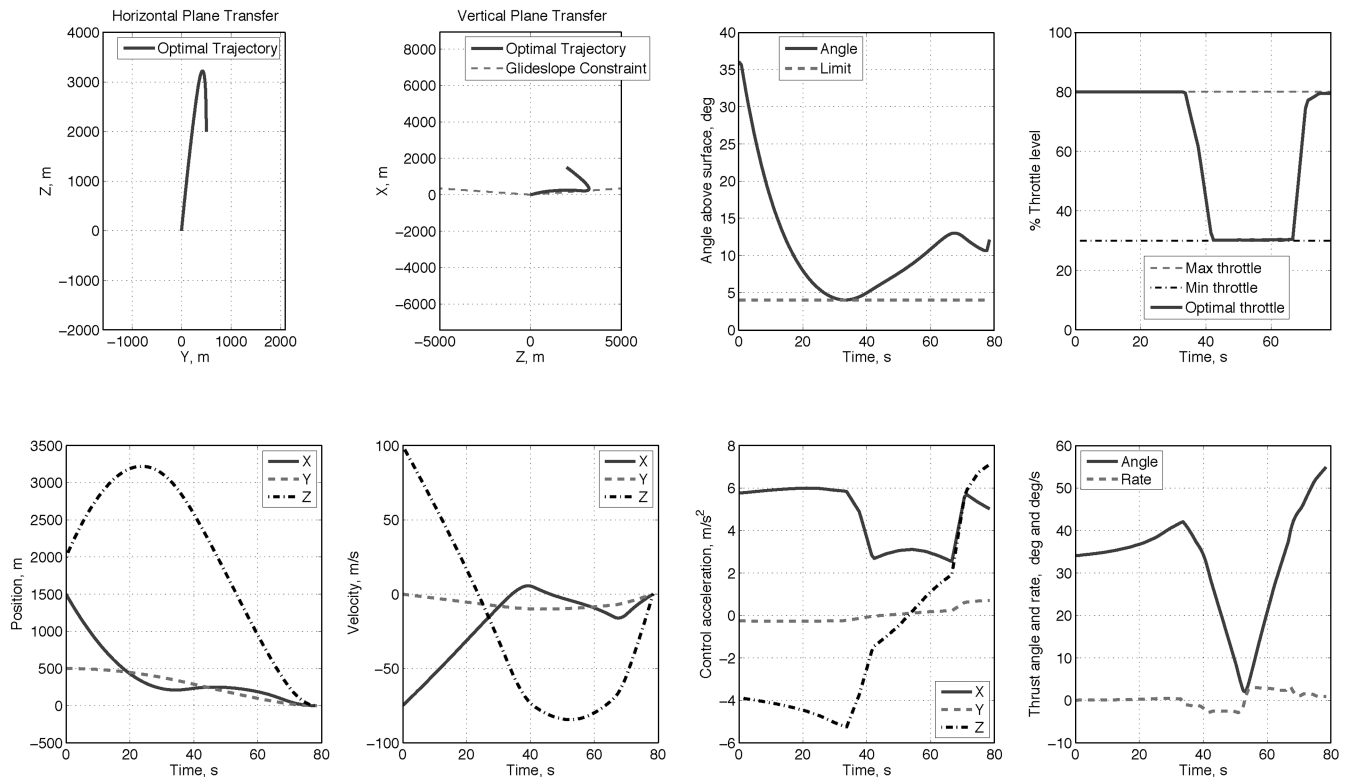 Horizontal Plane Transfer
4000
3000
2000
1000
0
−1000
−2000
Z, m
Optimal Trajectory
−1000
0
1000
2000
Y, m
Vertical Plane Transfer
8000
6000
4000
2000
0
−2000
−4000
−6000
X, m
Optimal Trajectory
Glideslope Constraint
−5000
0
5000
Z, m
40
35
30
25
20
15
10
5
0
Angle above surface, deg
Angle
Limit
0
20
40
60
80
Time, s
100
80
60
40
20
0
% Throttle level
Max throttle
Min throttle
Optimal throttle
0
20
40
60
Time, s
3500
3000
2500
2000
1500
1000
500
0
−500
Position, m
X
Y
Z
0
20
40
60
80
Time, s
100
50
0
−50
−100
Velocity, m/s
X
Y
Z
0
20
40
60
80
Time, s
8
6
4
2
0
−2
−4
−6
Control acceleration, m/s²
X
Y
Z
0
20
40
60
80
Time, s
60
50
40
30
20
10
0
−10
Thrust angle and rate, deg and deg/s
Angle
Rate
0
20
40
60
80
Time, s